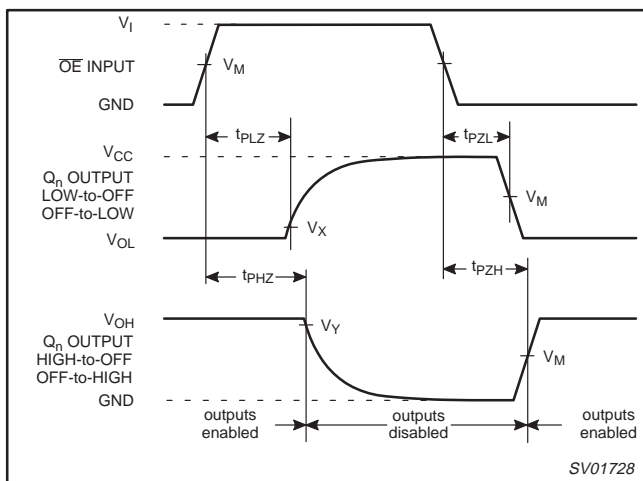 V_I
O̅E̅ INPUT
V_M
GND
t_PLZ
t_PZL
V_CC
Q_n OUTPUT
LOW-to-OFF
OFF-to-LOW
V_M
V_X
V_OL
t_PHZ
t_PZH
V_OH
V_Y
Q_n OUTPUT
HIGH-to-OFF
OFF-to-HIGH
V_M
GND
outputs
enabled
outputs
disabled
outputs
enabled
SV01728